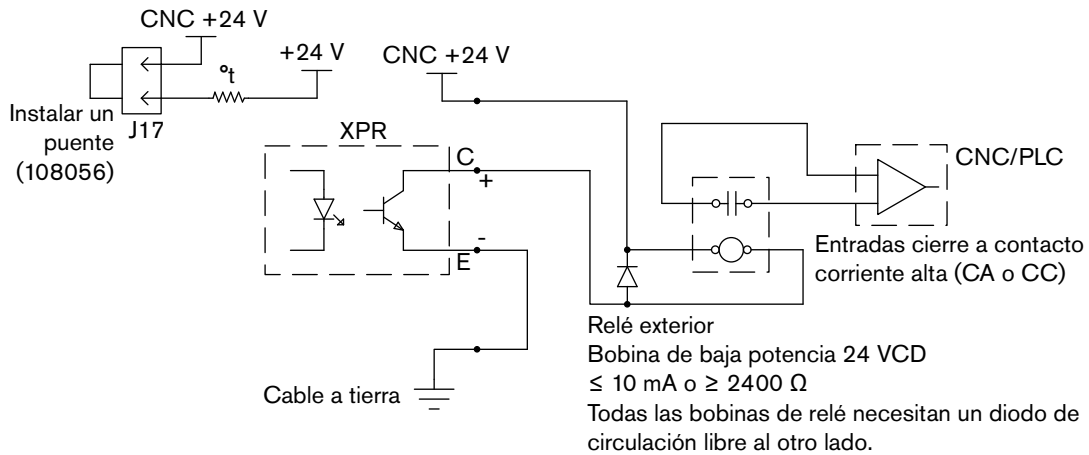 CNC +24 V
°t
+24 V
CNC +24 V
Instalar un
puente
(108056)
J17
XPR
C
+
-
E
CNC/PLC
Entradas cierre a contacto
corriente alta (CA o CC)
Relé exterior
Bobina de baja potencia 24 VCD
≤ 10 mA o ≥ 2400 Ω
Todas las bobinas de relé necesitan un diodo de
circulación libre al otro lado.
Cable a tierra